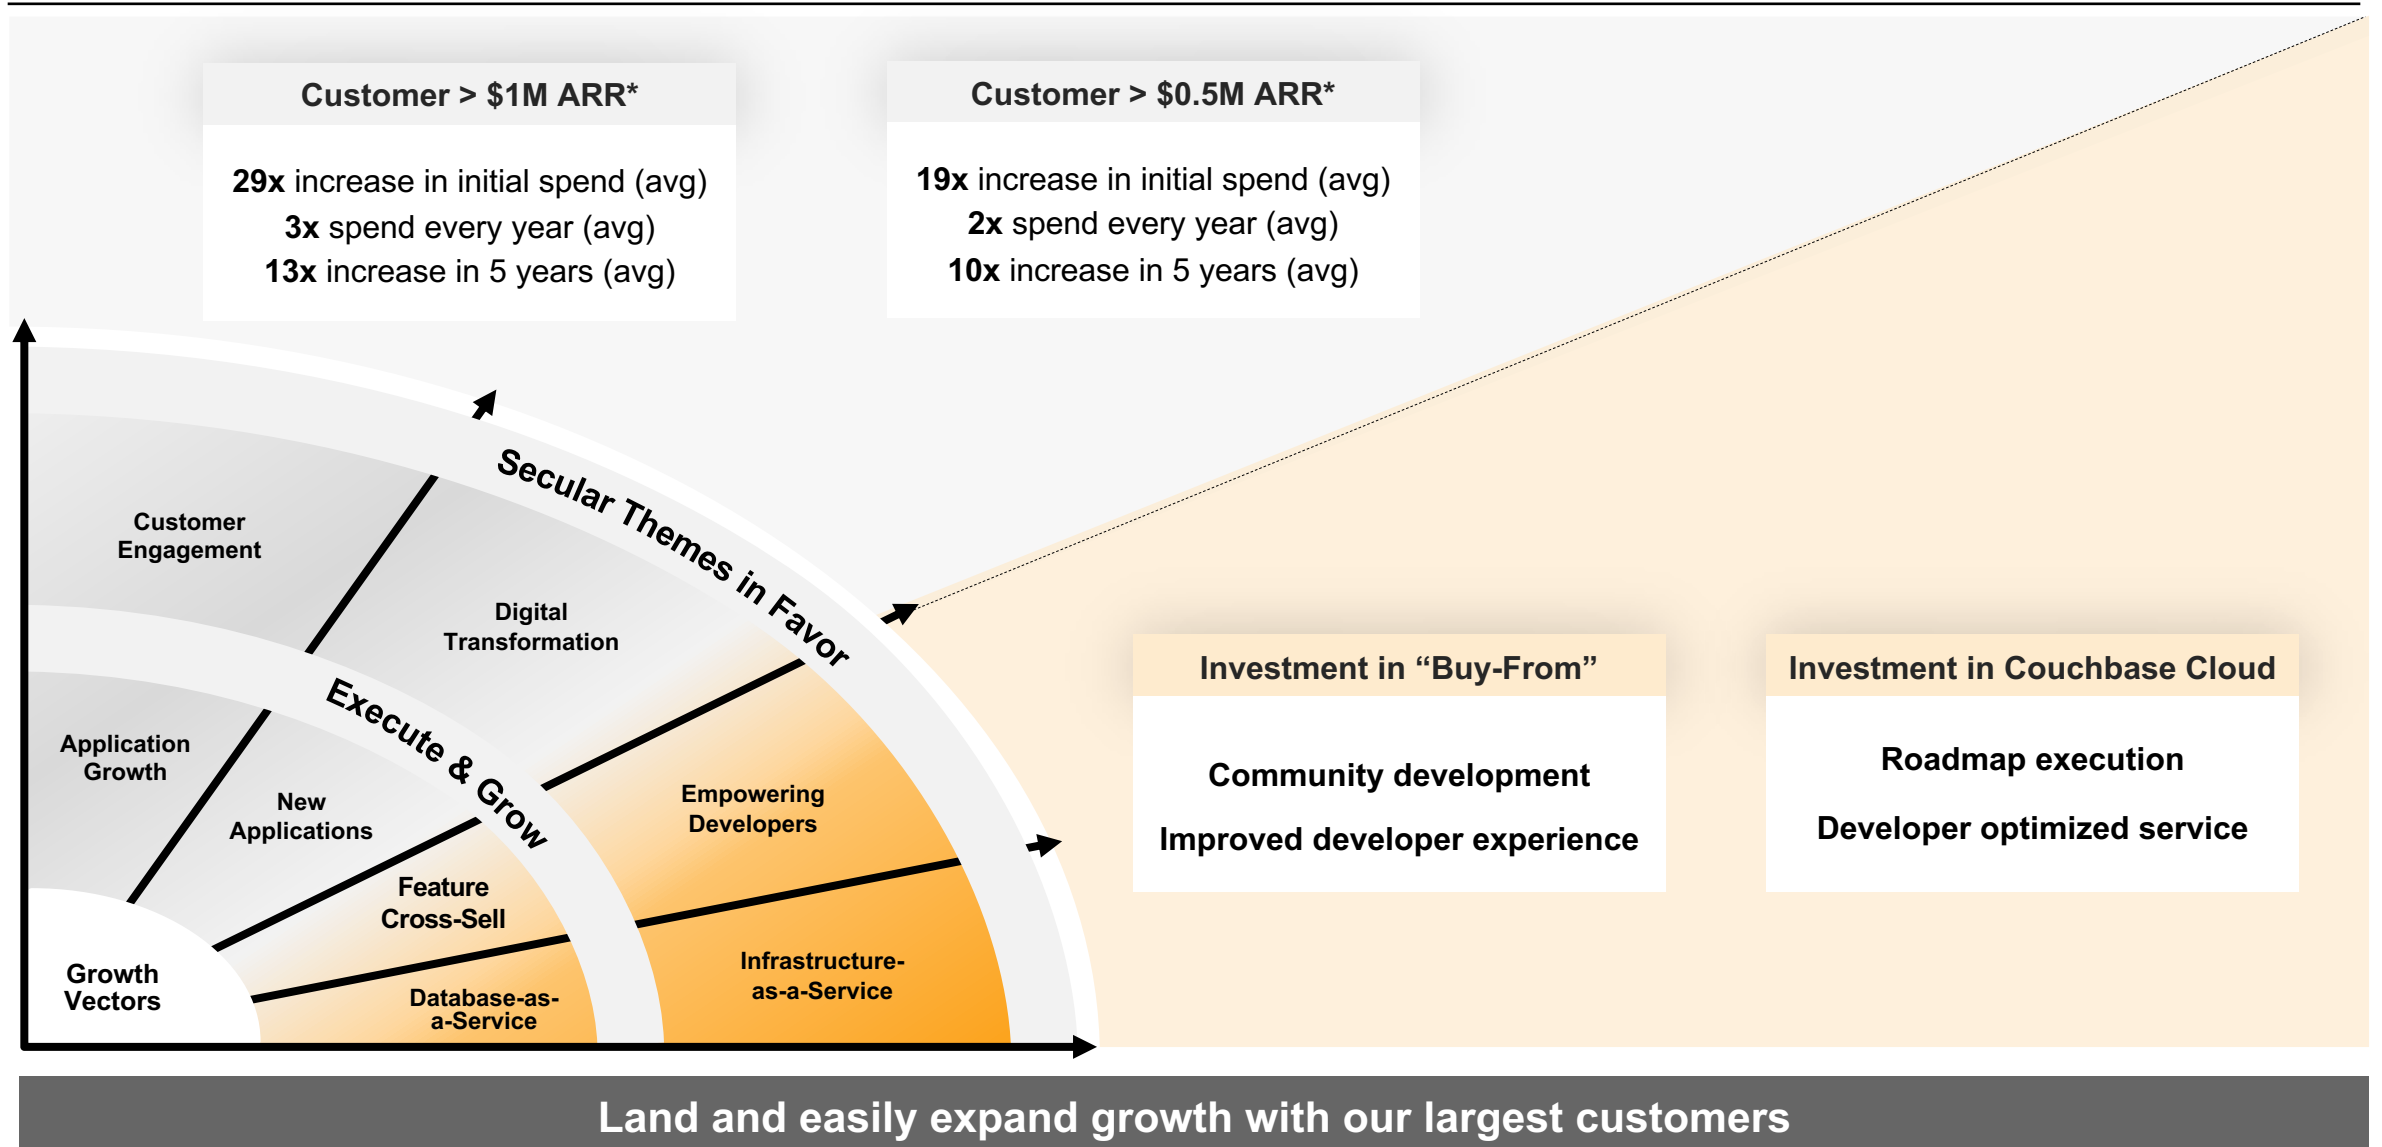 Customer > $1M ARR*
29x increase in initial spend (avg)
3x spend every year (avg)
13x increase in 5 years (avg)
Customer > $0.5M ARR*
19x increase in initial spend (avg)
2x spend every year (avg)
10x increase in 5 years (avg)
Secular Themes in Favor
Customer
Engagement
Digital
Transformation
Empowering
Developers
Infrastructure-
as-a-Service
Execute & Grow
Application
Growth
New
Applications
Feature
Cross-Sell
Database-as-
a-Service
Growth
Vectors
Investment in “Buy-From”
Community development
Improved developer experience
Investment in Couchbase Cloud
Roadmap execution
Developer optimized service
Land and easily expand growth with our largest customers